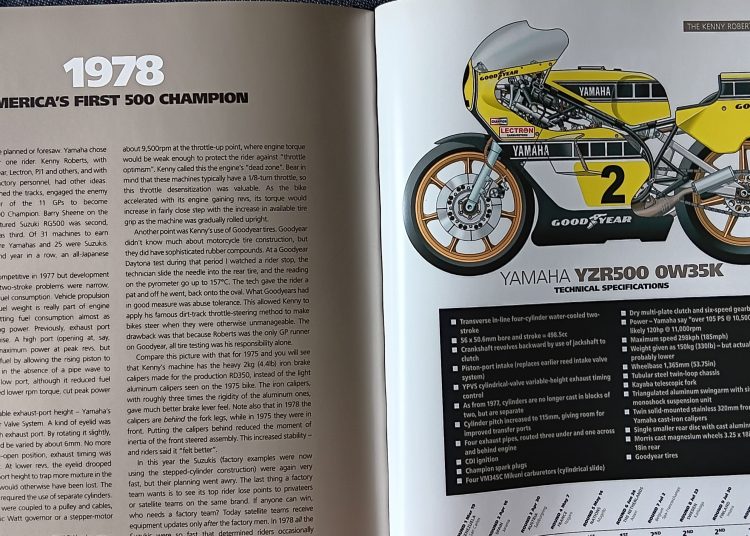 1978
MERICA'S FIRST 500 CHAMPION
planned or foresaw. Yamaha chose
one rider. Kenny Roberts, with
Lectron, PJ1 and others, and with
factory personnel, had other ideas.
the tracks, engaged the enemy
of the 11 GPs to become
Champion. Barry Sheene on the
Suzuki RG500 was second,
was third. Of 31 machines to earn
were Yamahas and 25 were Suzukis.
year in a row, an all-Japanese
competitive in 1977 but development
two-stroke problems were narrow,
fuel consumption. Vehicle propulsion
fuel weight is really part of engine
fuel consumption almost as
power. Previously, exhaust port
A high port opening at, say,
maximum power at peak revs, but
fuel by allowing the rising piston to
in the absence of a pipe wave to
low port, although it reduced fuel
lower rpm torque, cut peak power
exhaust-port height – Yamaha's
Valve System. A kind of eyelid was
exhaust port. By rotating it slightly,
be varied by about 6mm. No more
position, exhaust timing was
At lower revs, the eyelid drooped
port height to trap more mixture in the
would otherwise have been lost. The
required the use of separate cylinders.
were coupled to a pulley and cables,
Watt governor or a stepper-motor
about 9,500rpm at the throttle-up point, where engine torque
would be weak enough to protect the rider against "throttle
optimism". Kenny called this the engine's "dead zone". Bear in
mind that these machines typically have a 1/8-turn throttle, so
this throttle desensitization was valuable. As the bike
accelerated with its engine gaining revs, its torque would
increase in fairly close step with the increase in available tire
grip as the machine was gradually rolled upright.
Another point was Kenny's use of Goodyear tires. Goodyear
didn't know much about motorcycle tire construction, but
they did have sophisticated rubber compounds. At a Goodyear
Daytona test during that period I watched a rider stop, the
technician slide the needle into the rear tire, and the reading
on the pyrometer go up to 157°C. The tech gave the rider a
pat and off he went, back onto the oval. What Goodyears had
in good measure was abuse tolerance. This allowed Kenny to
apply his famous dirt-track throttle-steering method to make
bikes steer when they were otherwise unmanageable. The
drawback was that because Roberts was the only GP runner
on Goodyear, all tire testing was his responsibility alone.
Compare this picture with that for 1975 and you will see
that Kenny's machine has the heavy 2kg (4.4lb) iron brake
calipers made for the production RD350, instead of the light
aluminum calipers seen on the 1975 bike. The iron calipers,
with roughly three times the rigidity of the aluminum ones,
gave much better brake lever feel. Note also that in 1978 the
calipers are behind the fork legs, while in 1975 they were in
front. Putting the calipers behind reduced the moment of
inertia of the front steered assembly. This increased stability –
and riders said it "felt better".
In this year the Suzukis (factory examples were now
using the stepped-cylinder construction) were again very
fast, but their planning went awry. The last thing a factory
team wants to is to see its top rider lose points to privateers
or satellite teams on the same brand. If anyone can win,
who needs a factory team? Today satellite teams receive
equipment updates only after the factory men. In 1978 all the
Suzukis were so fast that determined riders occasionally
THE KENNY ROBERT
GOODYEAR
YAMAHA
CHAMPION
LECTRON
CARBURETORS
YAMAHA
2
GOODYEAR
YAMAHA YZR500 0W35K
TECHNICAL SPECIFICATIONS
Transverse in-line four-cylinder water-cooled two-
stroke
56 x 50.6mm bore and stroke = 498.5cc
Crankshaft revolves backward by use of jackshaft to
clutch
Piston-port intake (replaces earlier reed intake valve
system)
YPVS cylindrical-valve variable-height exhaust timing
control
As from 1977, cylinders are no longer cast in blocks of
two, but are separate
Cylinder pitch increased to 115mm, giving room for
improved transfer ports
Four exhaust pipes, routed three under and one across
and behind engine
CDI ignition
Champion spark plugs
Four VM34SC Mikuni carburetors (cylindrical slide)
Dry multi-plate clutch and six-speed gearb
Power – Yamaha say "over 105 PS @ 10,50
likely 120hp @ 11,000rpm
Maximum speed 298kph (185mph)
Weight given as 150kg (330lb) – but actual
probably lower
Wheelbase 1,365mm (53.75in)
Tubular steel twin-loop chassis
Kayaba telescopic fork
Triangulated aluminum swingarm with si
monoshock suspension unit
Twin solid-mounted stainless 320mm from
Yamaha cast-iron calipers
Single smaller rear disc with cast alumin
Morris cast magnesium wheels 3.25 x 18i
18in rear
Goodyear tires